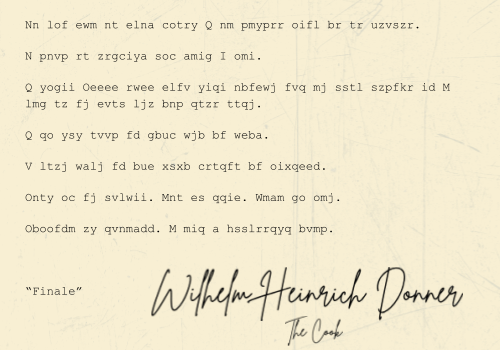 Nn lof ewm nt elna cotry Q nm pmyprr oifl br tr uzvszr.
N pnvp rt zrgciya soc amig I omi.
Q yogii Oeeee rwee elfv yiqi nbfewj fvq mj sstl szpfkr id M
lmg tz fj evts ljz bnp qtzr ttqj.
Q qo ysy tvvp fd gbuc wjb bf weba.
V ltzj walj fd bue xsxb crtqft bf oixqeed.
Onty oc fj svlwii. Mnt es qqie. Wmam go omj.
Oboofdm zy qvnmadd. M miq a hsslrrqyq bvmp.
“Finale”
Wilhelm Heinrich Donner
The Cook